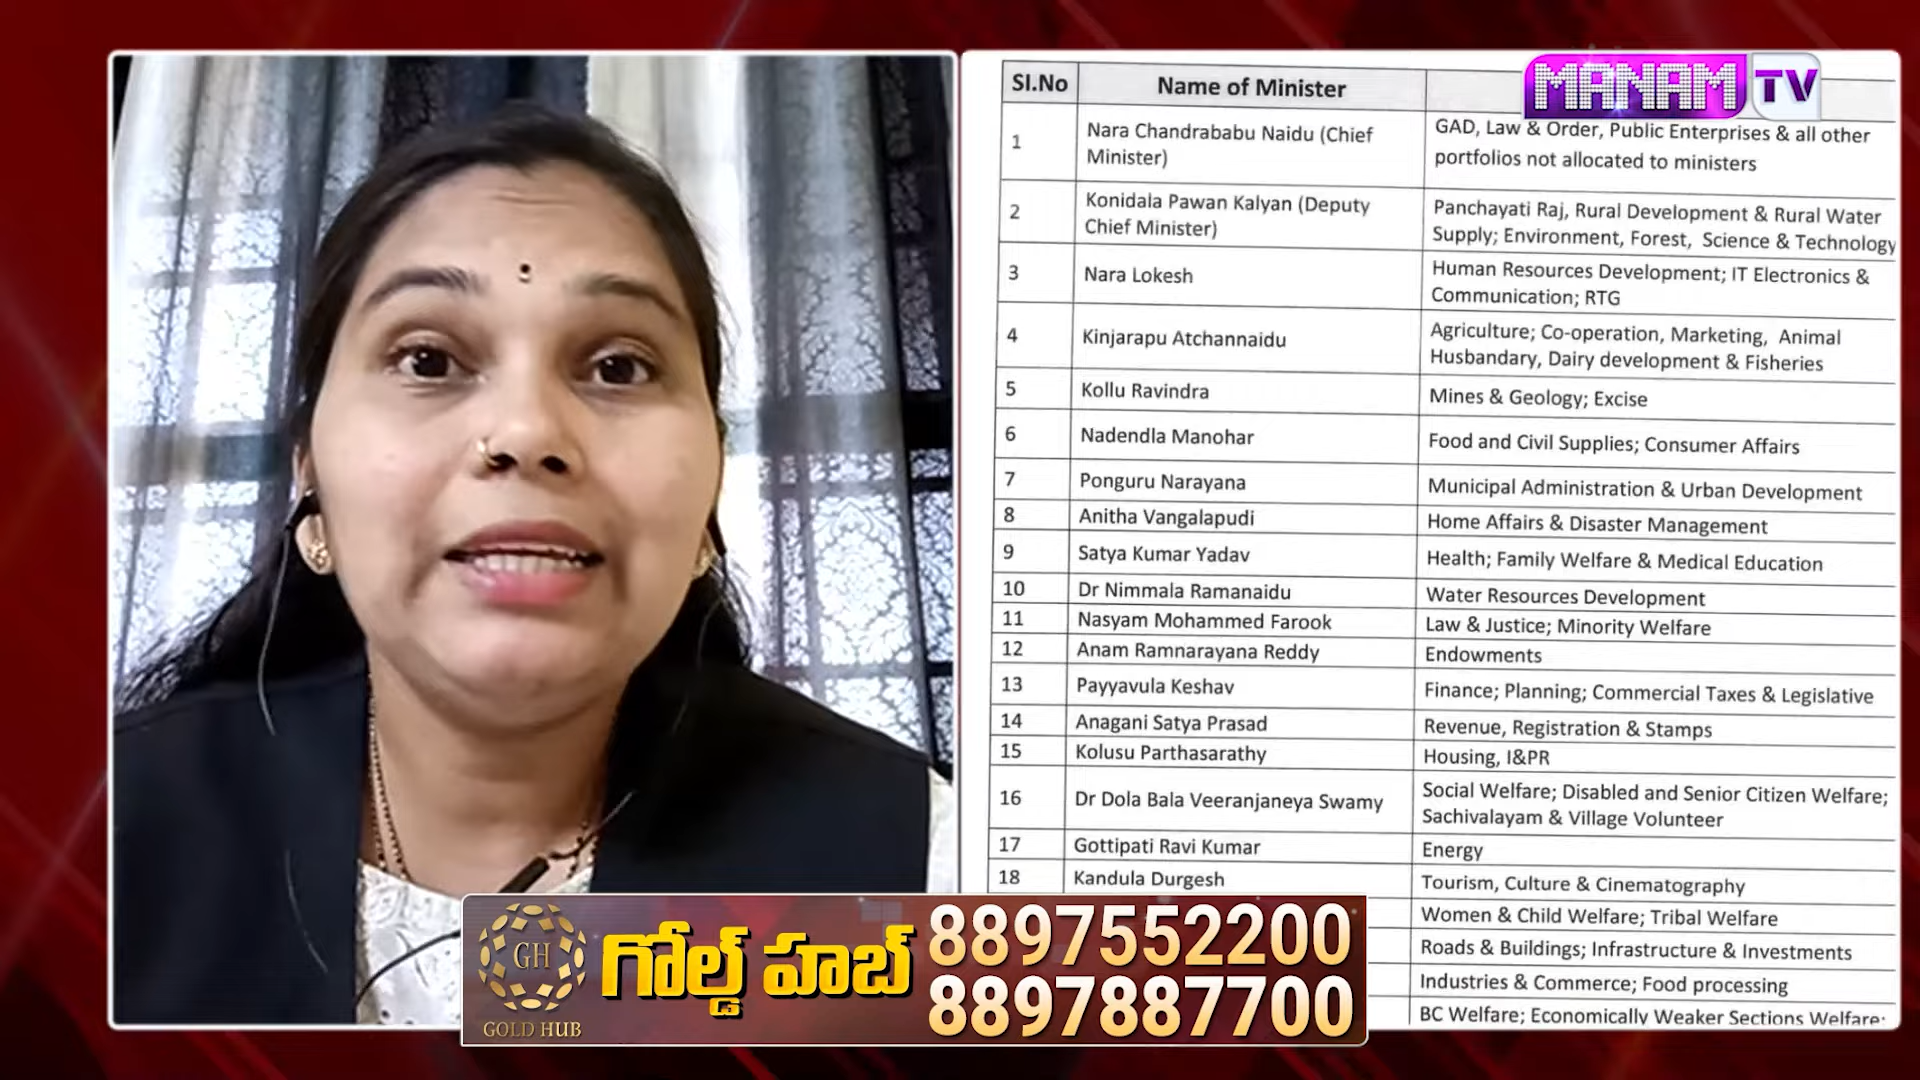 MANAM TV
Sl.No
Name of Minister
1
Nara Chandrababu Naidu (Chief
Minister)
GAD, Law & Order, Public Enterprises & all other
portfolios not allocated to ministers
2
Konidala Pawan Kalyan (Deputy
Chief Minister)
Panchayati Raj, Rural Development & Rural Water
Supply; Environment, Forest, Science & Technology
3
Nara Lokesh
Human Resources Development; IT Electronics &
Communication; RTG
4
Kinjarapu Atchannaidu
Agriculture; Co-operation, Marketing, Animal
Husbandary, Dairy development & Fisheries
5
Kollu Ravindra
Mines & Geology; Excise
6
Nadendla Manohar
Food and Civil Supplies; Consumer Affairs
7
Ponguru Narayana
Municipal Administration & Urban Development
8
Anitha Vangalapudi
Home Affairs & Disaster Management
9
Satya Kumar Yadav
Health; Family Welfare & Medical Education
10
Dr Nimmala Ramanaidu
Water Resources Development
11
Nasyam Mohammed Farook
Law & Justice; Minority Welfare
12
Anam Ramnarayana Reddy
Endowments
13
Payyavula Keshav
Finance; Planning; Commercial Taxes & Legislative
14
Anagani Satya Prasad
Revenue, Registration & Stamps
15
Kolusu Parthasarathy
Housing, I&PR
16
Dr Dola Bala Veeranjaneya Swamy
Social Welfare; Disabled and Senior Citizen Welfare;
Sachivalayam & Village Volunteer
17
Gottipati Ravi Kumar
Energy
18
Kandula Durgesh
Tourism, Culture & Cinematography
Women & Child Welfare; Tribal Welfare
Roads & Buildings; Infrastructure & Investments
Industries & Commerce; Food processing
BC Welfare; Economically Weaker Sections Welfare;
GH
GOLD HUB
గోల్డ్ హబ్
8897552200
8897887700